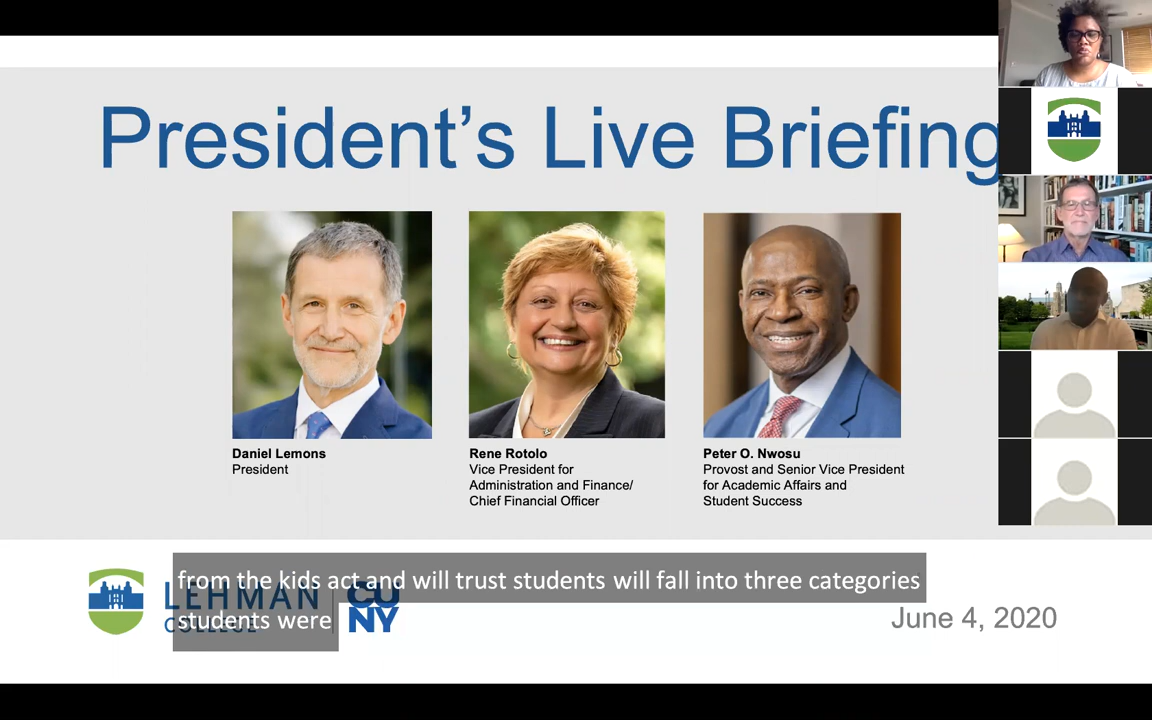 President's Live Briefing
Daniel Lemons
President
Rene Rotolo
Vice President for
Administration and Finance/
Chief Financial Officer
Peter O. Nwosu
Provost and Senior Vice President
for Academic Affairs and
Student Success
from the kids act and will trust students will fall into three categories
students were
LEHMAN
COLLEGE
CU
NY
June 4, 2020